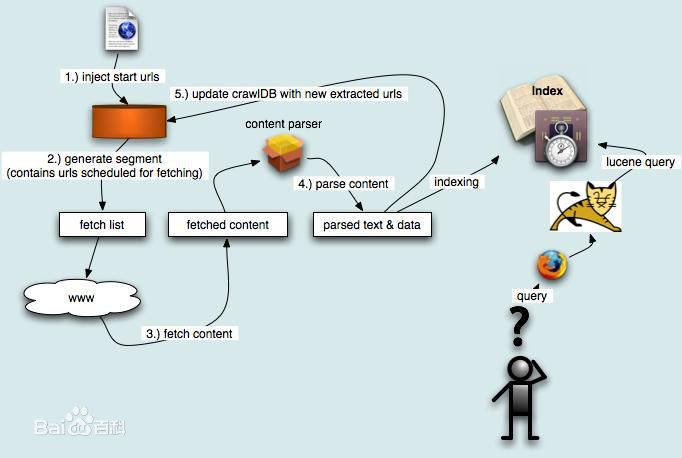 1.) inject start urls
5.) update crawlDB with new extracted urls
Index
content parser
2.) generate segment
(contains urls scheduled for fetching)
4.) parse content
indexing
lucene query
fetch list
fetched content
parsed text & data
www
3.) fetch content
query
?
Bai百科